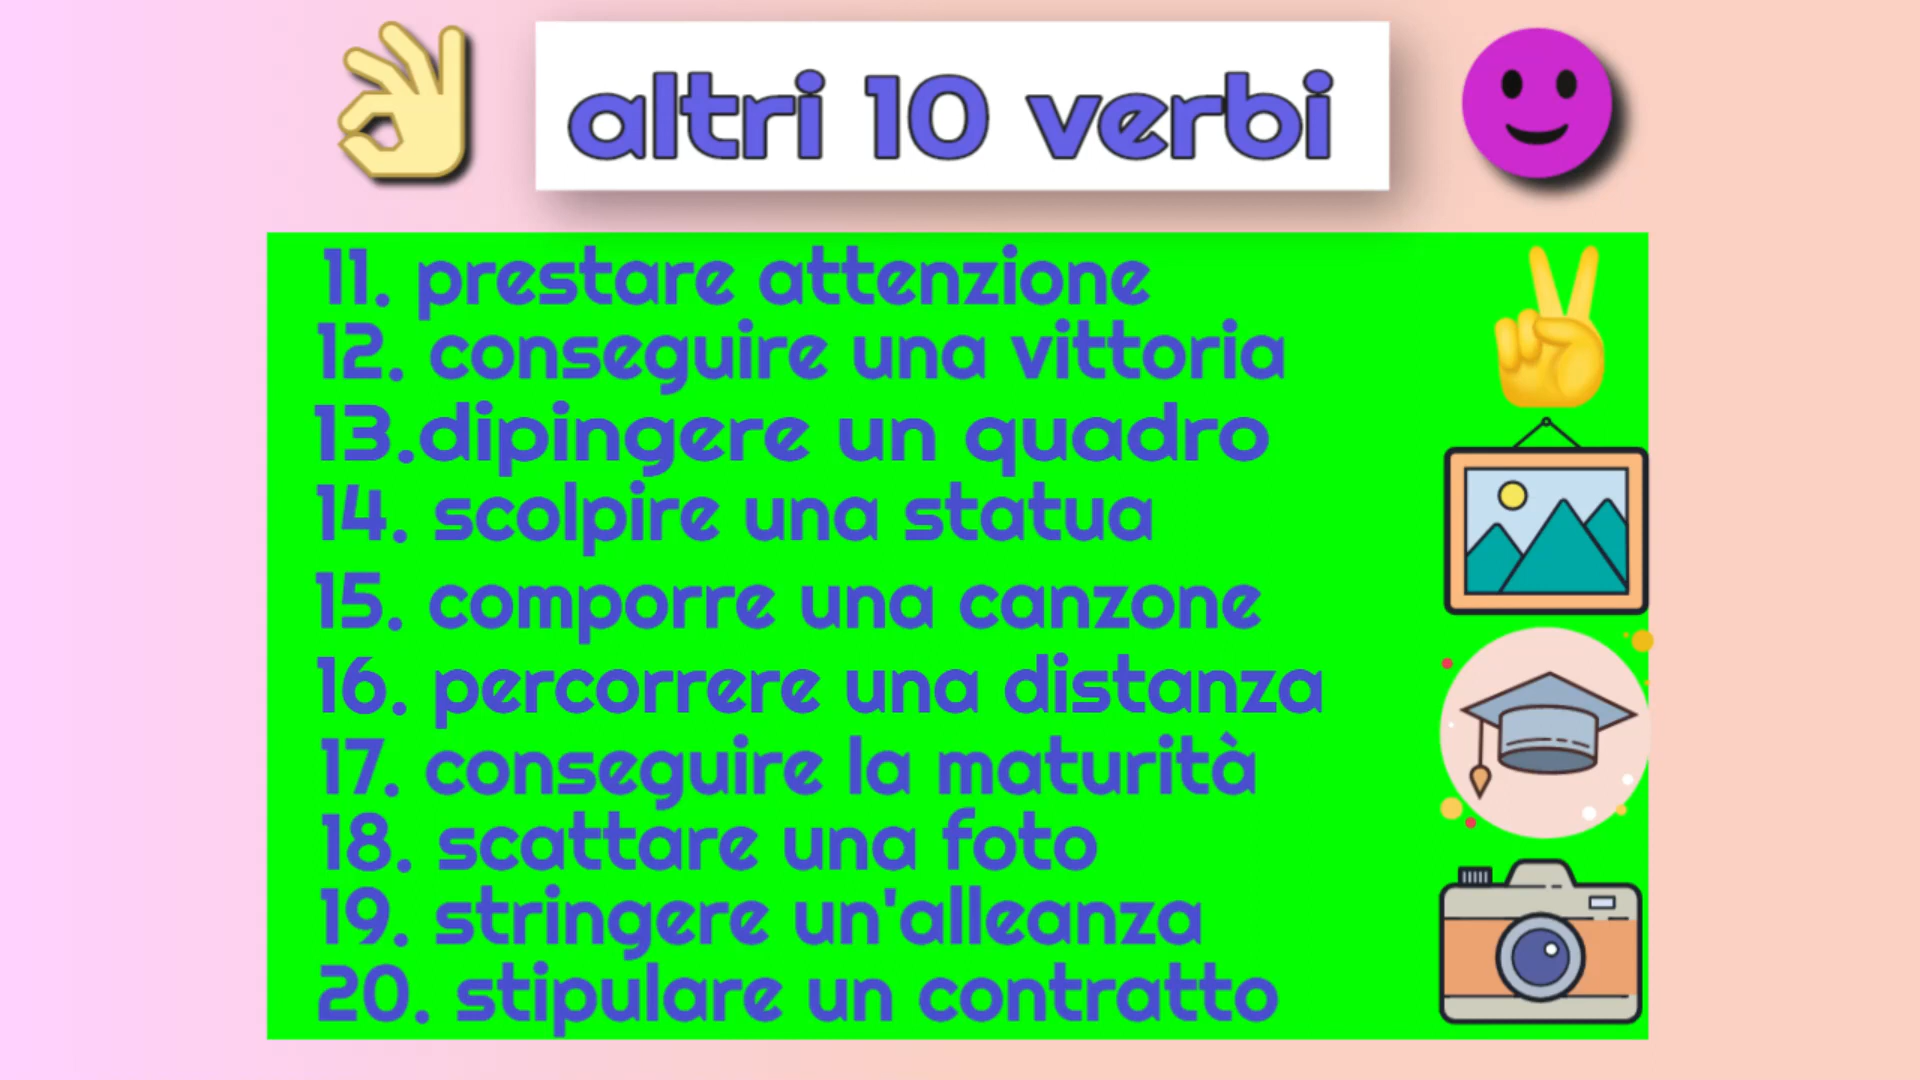 altri 10 verbi
11. prestare attenzione
12. conseguire una vittoria
13.dipingere un quadro
14. scolpire una statua
15. comporre una canzone
16. percorrere una distanza
17. conseguire la maturità
18. scattare una foto
19. stringere un'alleanza
20. stipulare un contratto